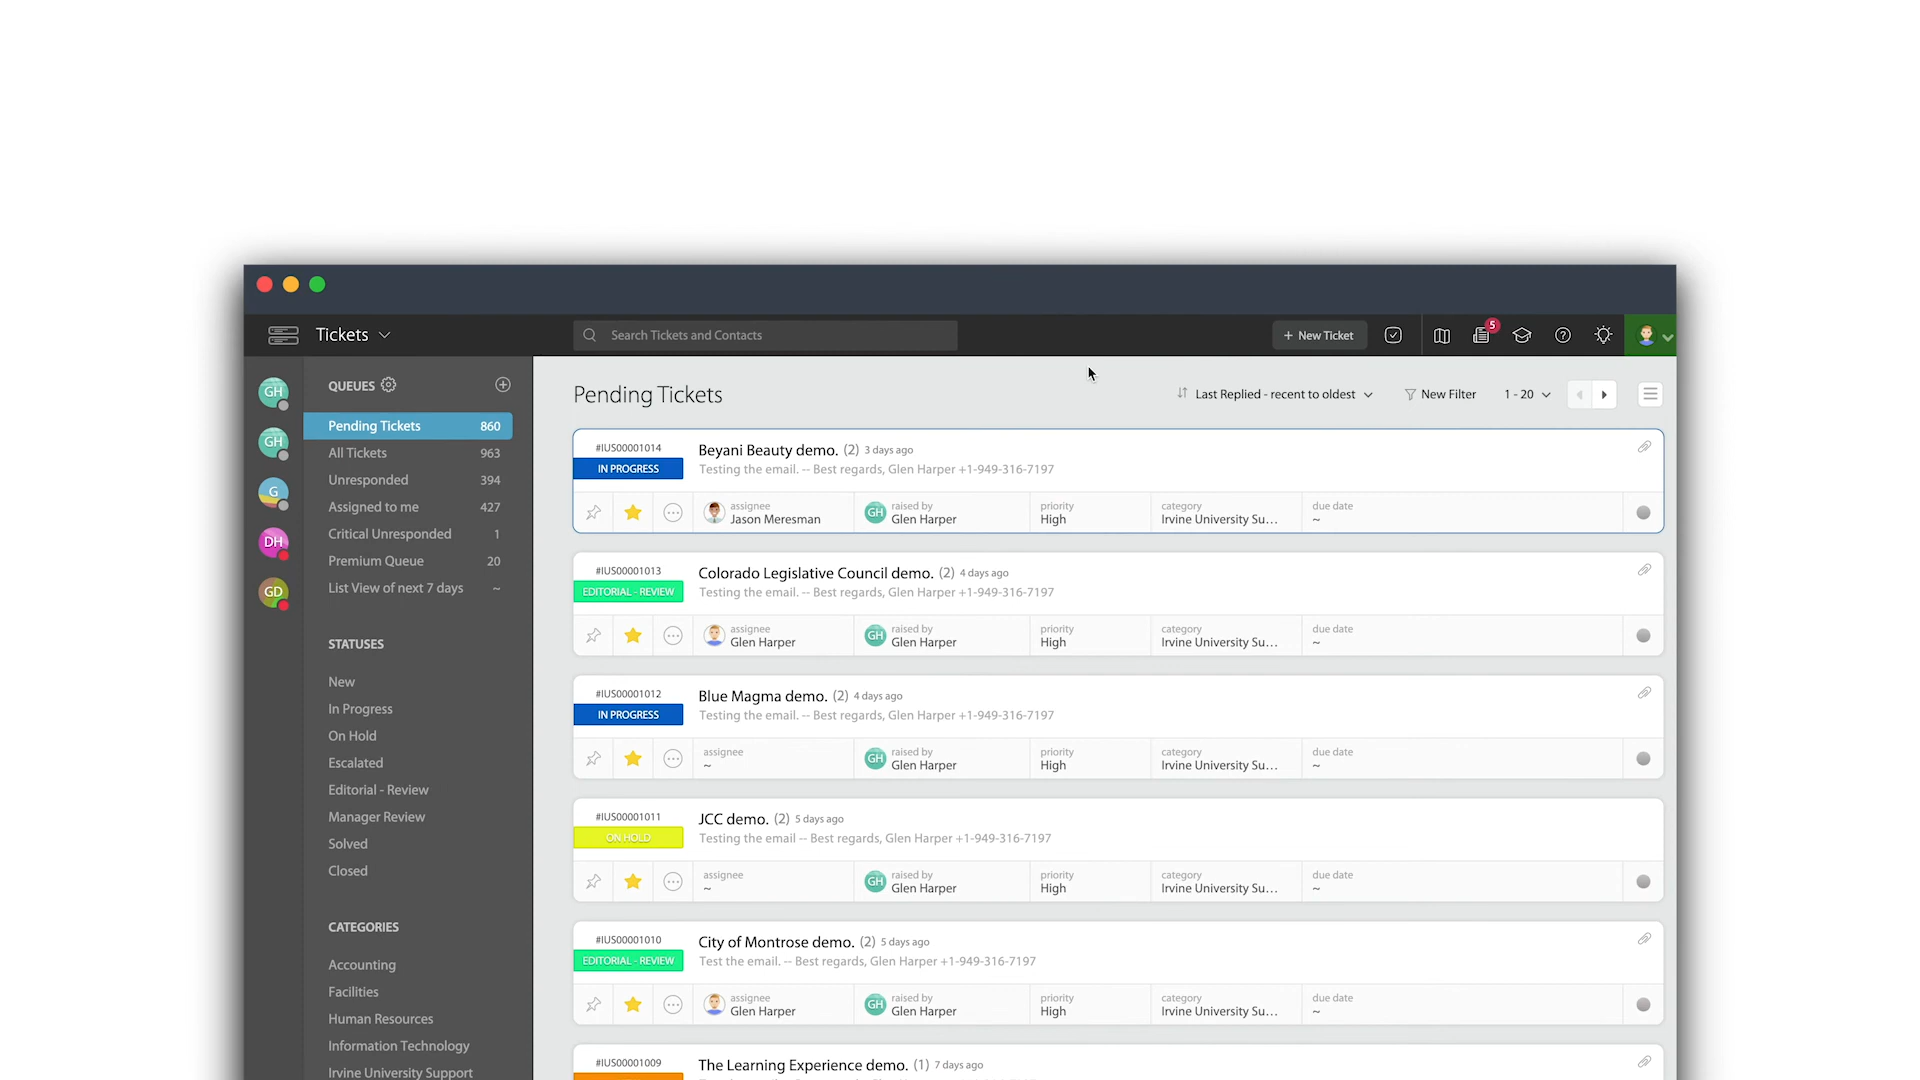 Tickets
Search Tickets and Contacts
+ New Ticket
5
GH
GH
G
DH
GD
QUEUES
Pending Tickets 860
All Tickets 963
Unresponded 394
Assigned to me 427
Critical Unresponded 1
Premium Queue 20
List View of next 7 days ~
STATUSES
New
In Progress
On Hold
Escalated
Editorial - Review
Manager Review
Solved
Closed
CATEGORIES
Accounting
Facilities
Human Resources
Information Technology
Irvine University Support
Pending Tickets
Last Replied - recent to oldest
New Filter
1 - 20
#IUS00001014
IN PROGRESS
Beyani Beauty demo. (2) 3 days ago
Testing the email. -- Best regards, Glen Harper +1-949-316-7197
assignee
Jason Meresman
GH
raised by
Glen Harper
priority
High
category
Irvine University Su...
due date
~
#IUS00001013
EDITORIAL - REVIEW
Colorado Legislative Council demo. (2) 4 days ago
Testing the email. -- Best regards, Glen Harper +1-949-316-7197
assignee
Glen Harper
GH
raised by
Glen Harper
priority
High
category
Irvine University Su...
due date
~
#IUS00001012
IN PROGRESS
Blue Magma demo. (2) 4 days ago
Testing the email. -- Best regards, Glen Harper +1-949-316-7197
assignee
~
GH
raised by
Glen Harper
priority
High
category
Irvine University Su...
due date
~
#IUS00001011
ON HOLD
JCC demo. (2) 5 days ago
Testing the email -- Best regards, Glen Harper +1-949-316-7197
assignee
~
GH
raised by
Glen Harper
priority
High
category
Irvine University Su...
due date
~
#IUS00001010
EDITORIAL - REVIEW
City of Montrose demo. (2) 5 days ago
Test the email. -- Best regards, Glen Harper +1-949-316-7197
assignee
Glen Harper
GH
raised by
Glen Harper
priority
High
category
Irvine University Su...
due date
~
#IUS00001009
The Learning Experience demo. (1) 7 days ago